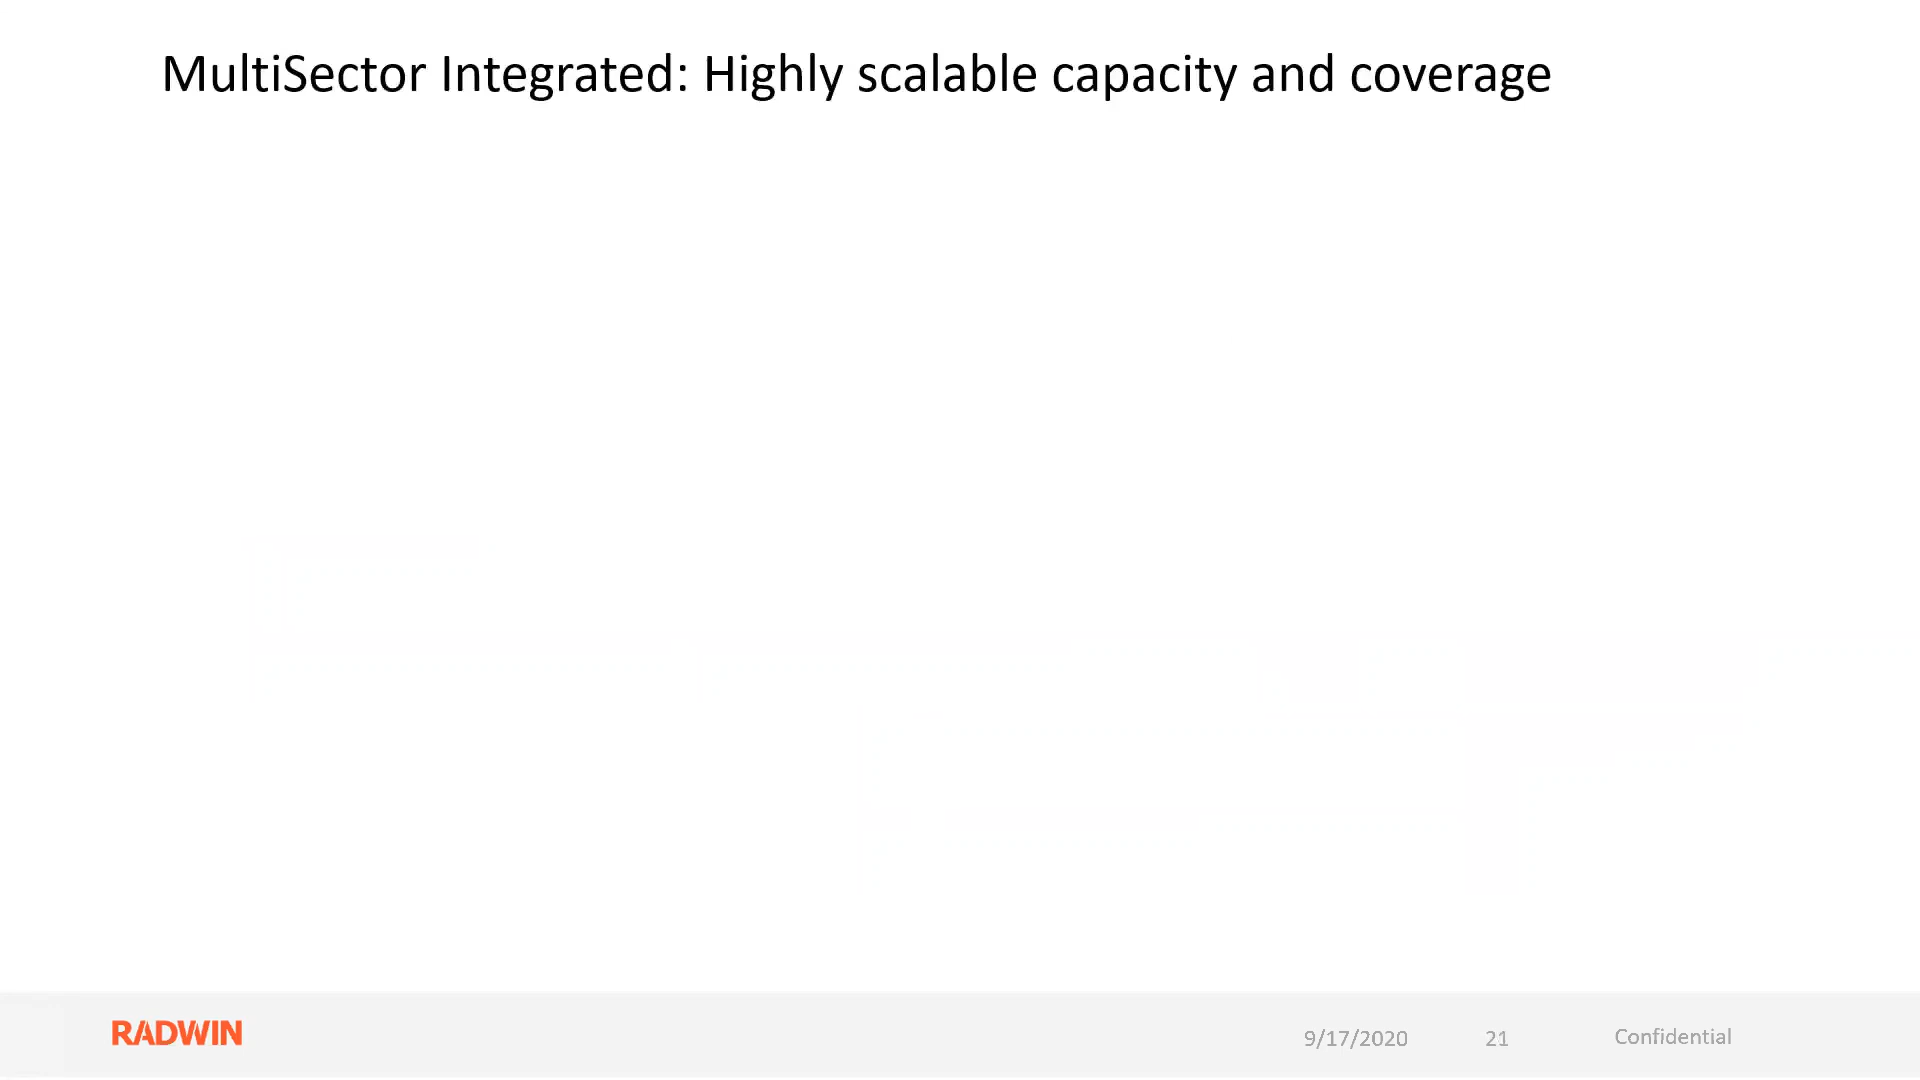 MultiSector Integrated: Highly scalable capacity and coverage
RADWIN
9/17/2020
21
Confidential